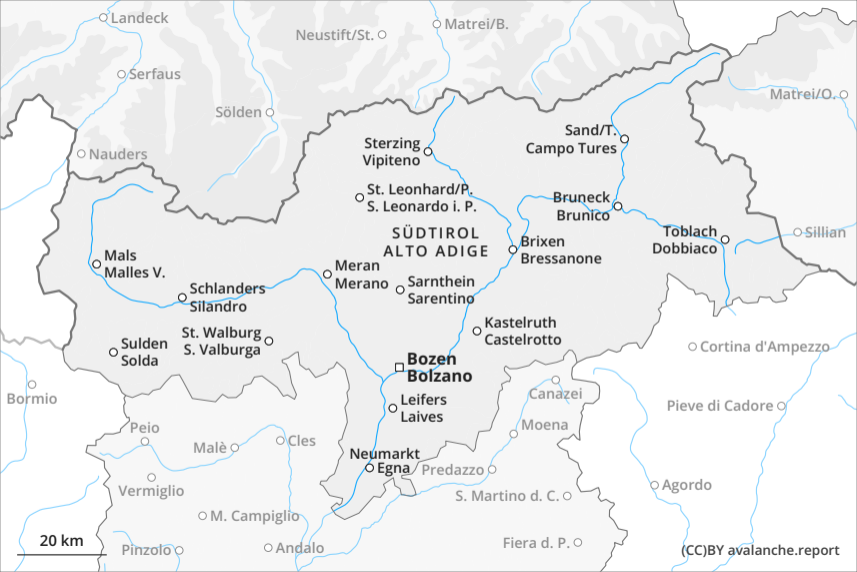 Landeck
Matrei/B.
Neustift/St.
Serfaus
Matrei/O.
Sölden
Sand/T.
Campo Tures
Sterzing
Vipiteno
Nauders
St. Leonhard/P.
S. Leonardo i. P.
Bruneck
Brunico
SÜDTIROL
ALTO ADIGE
Toblach
Dobbiaco
Sillian
Brixen
Bressanone
Mals
Malles V.
Meran
Merano
Sarnthein
Sarentino
Schlanders
Silandro
St. Walburg
S. Valburga
Kastelruth
Castelrotto
Sulden
Solda
Cortina d'Ampezzo
Bozen
Bolzano
Bormio
Canazei
Leifers
Laives
Pieve di Cadore
Peio
Moena
Malè
Cles
Neumarkt
Egna
Predazzo
Vermiglio
Agordo
S. Martino d. C.
M. Campiglio
20 km
Pinzolo
Andalo
Fiera d. P.
(CC)BY avalanche.report